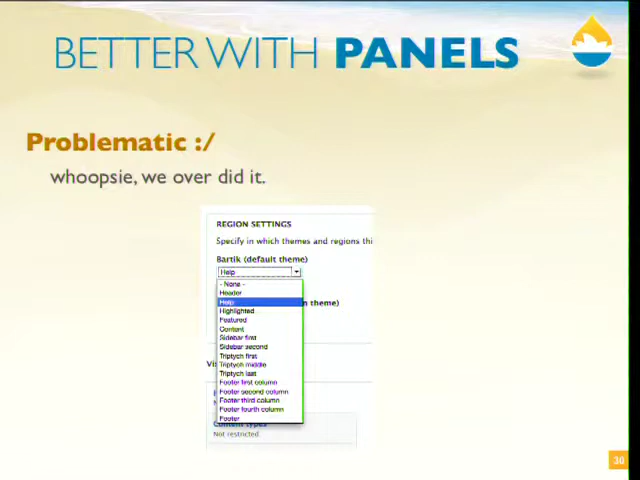 BETTER WITH PANELS
Problematic :/
whoopsie, we over did it.
REGION SETTINGS
Specify in which themes and regions thi
Bartik (default theme)
Help
- None -
Header
Help
n theme)
Highlighted
Featured
Content
Sidebar first
Sidebar second
Triptych first
Triptych middle
Triptych last
Footer first column
Footer second column
Footer third column
Footer fourth column
Footer
Content types
Not restricted
30